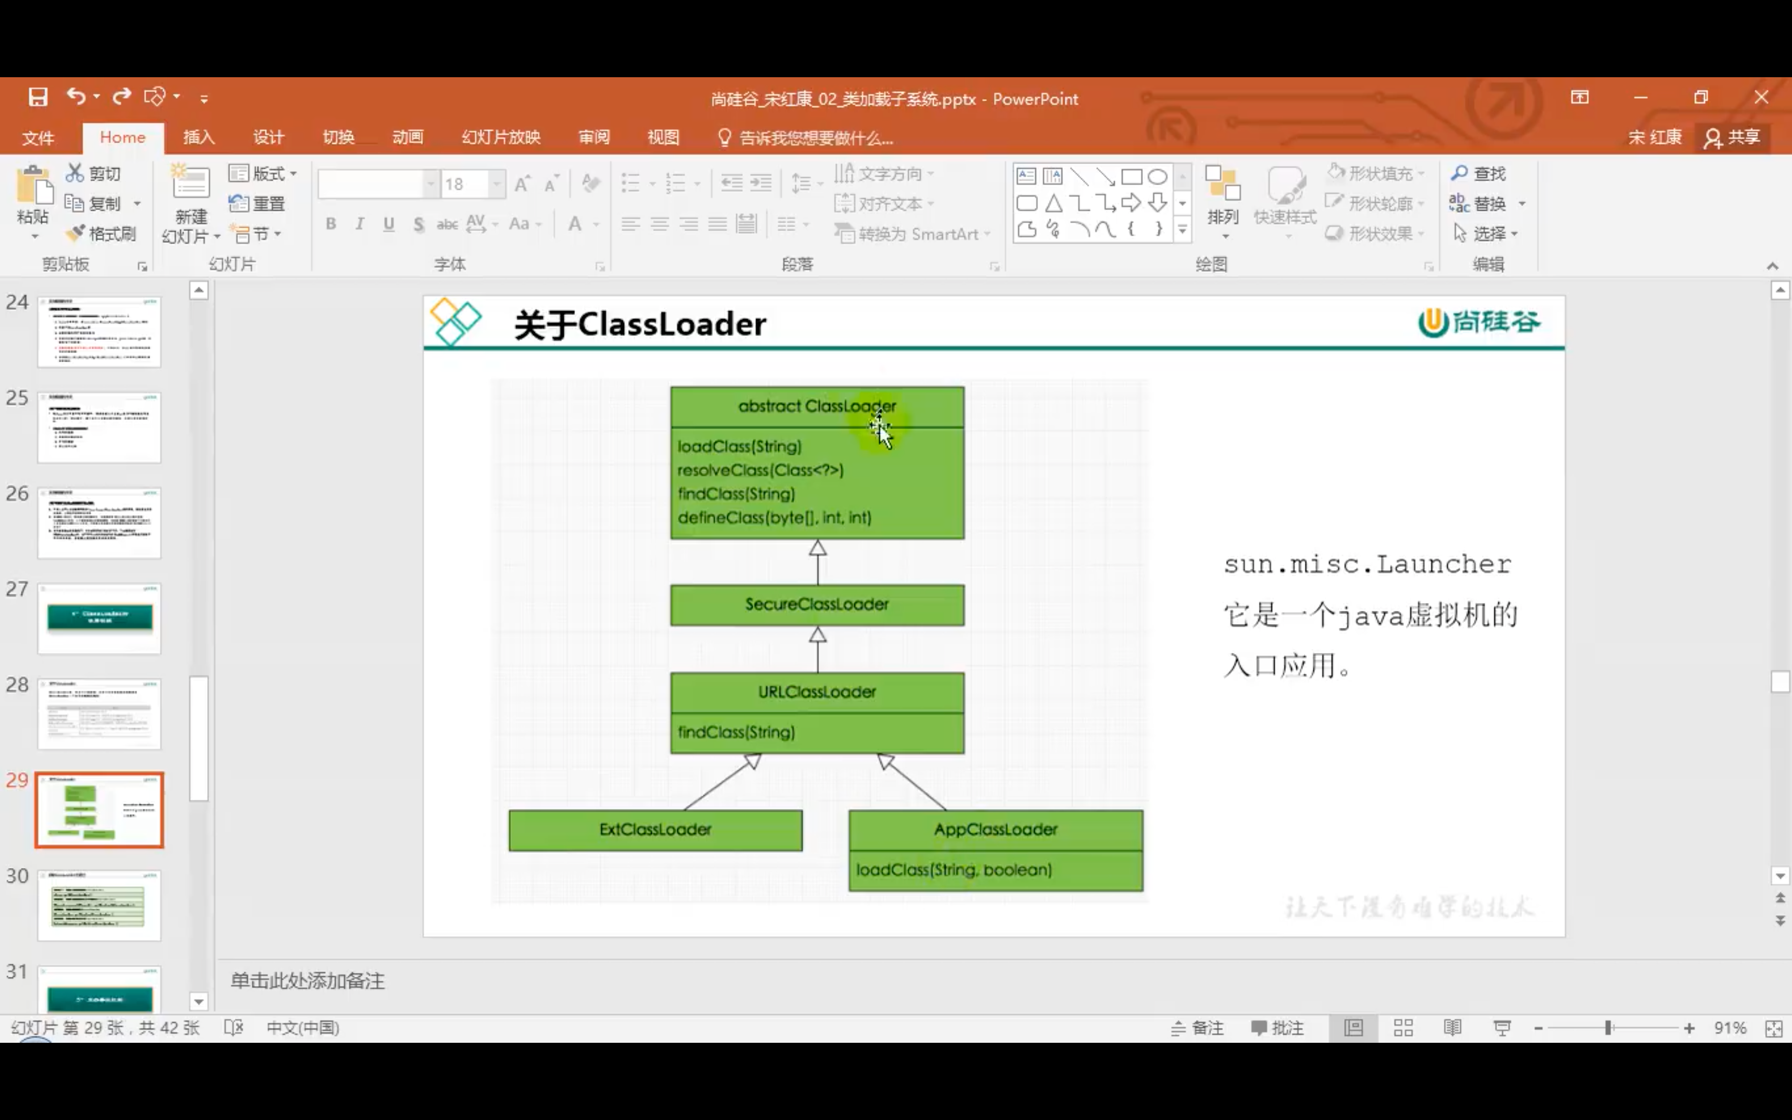 尚硅谷_宋红康_02_类加载子系统.pptx - PowerPoint
文件 Home 插入 设计 切换 动画 幻灯片放映 审阅 视图 告诉我您想要做什么... 宋 红康 共享
粘贴 剪切 复制 格式刷
新建 幻灯片 版式 重置 节
18
B I U S abc AV Aa A
文字方向
对齐文本
转换为 SmartArt
排列 快速样式
形状填充
形状轮廓
形状效果
查找
替换
选择
剪贴板 幻灯片 字体 段落 绘图 编辑
24
25
26
27
28
29
30
31
关于ClassLoader
尚硅谷
abstract ClassLoader
loadClass(String)
resolveClass(Class<?>)
findClass(String)
defineClass(byte[], int, int)
SecureClassLoader
URLClassLoader
findClass(String)
ExtClassLoader
AppClassLoader
loadClass(String, boolean)
sun.misc.Launcher
它是一个java虚拟机的
入口应用。
让天下没有难学的技术
单击此处添加备注
幻灯片 第 29 张，共 42 张 中文(中国) 备注 批注 91%